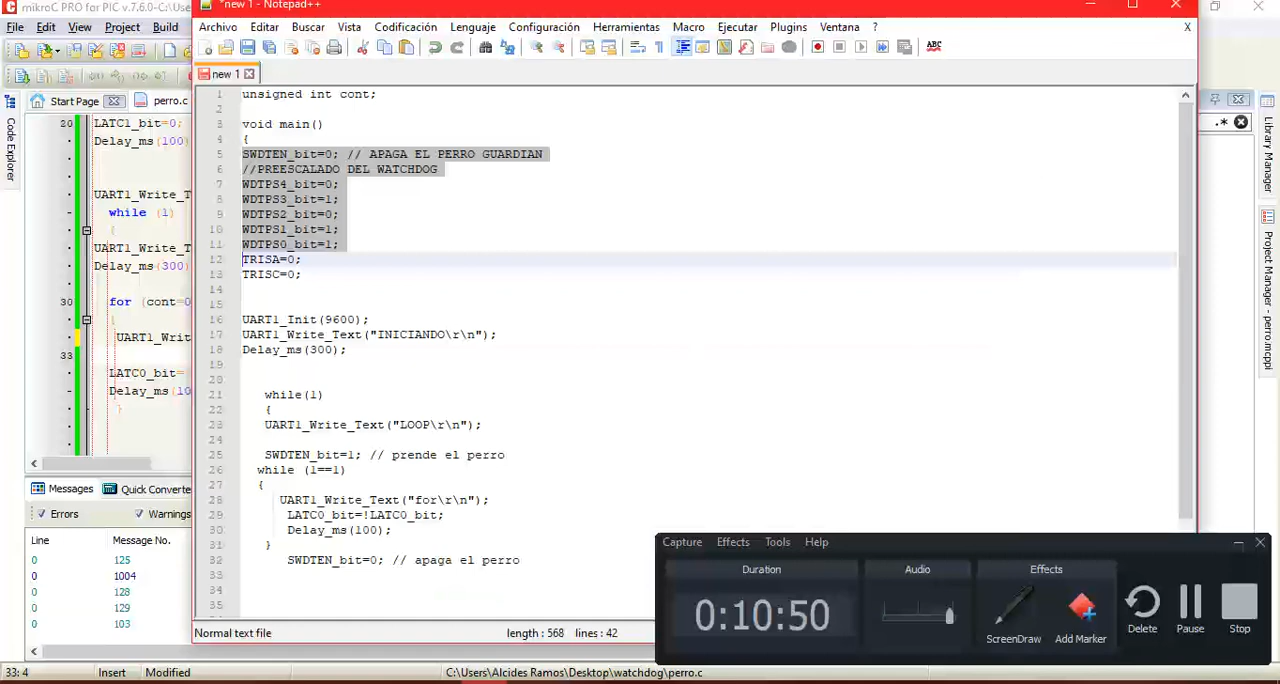 mikroC PRO for PIC v.7.6.0- C:\Use
*new 1 - Notepad++
File Edit View Project Build
Archivo Editar Buscar Vista Codificación Lenguaje Configuración Herramientas Macro Ejecutar Plugins Ventana ? X
ABC
new 1
Start Page perro.c
Code Explorer
Library Manager
Project Manager - perro.mcppi
.*
20 LATC1_bit=0;
Delay_ms(100)
UART1_Write_T
while (1)
{
UART1_Write_T
Delay_ms(300)
30 for (cont=0
{
UART1_Writ
33
LATC0_bit=
Delay_ms(10
}
1 unsigned int cont;
2
3 void main()
4 {
5 SWDTEN_bit=0; // APAGA EL PERRO GUARDIAN
6 //PREESCALADO DEL WATCHDOG
7 WDTPS4_bit=0;
8 WDTPS3_bit=1;
9 WDTPS2_bit=0;
10 WDTPS1_bit=1;
11 WDTPS0_bit=1;
12 TRISA=0;
13 TRISC=0;
14
15
16 UART1_Init(9600);
17 UART1_Write_Text("INICIANDO\r\n");
18 Delay_ms(300);
19
20
21 while(1)
22 {
23 UART1_Write_Text("LOOP\r\n");
24
25 SWDTEN_bit=1; // prende el perro
26 while (1==1)
27 {
28 UART1_Write_Text("for\r\n");
29 LATC0_bit=!LATC0_bit;
30 Delay_ms(100);
31 }
32 SWDTEN_bit=0; // apaga el perro
33
34
35
Messages Quick Converte
Errors Warnings
Line Message No.
0 125
0 1004
0 128
0 129
0 103
Normal text file length : 568 lines : 42
Capture Effects Tools Help
Duration Audio Effects
0:10:50
ScreenDraw Add Marker Delete Pause Stop
33: 4 Insert Modified C:\Users\Alcides Ramos\Desktop\watchdog\perro.c